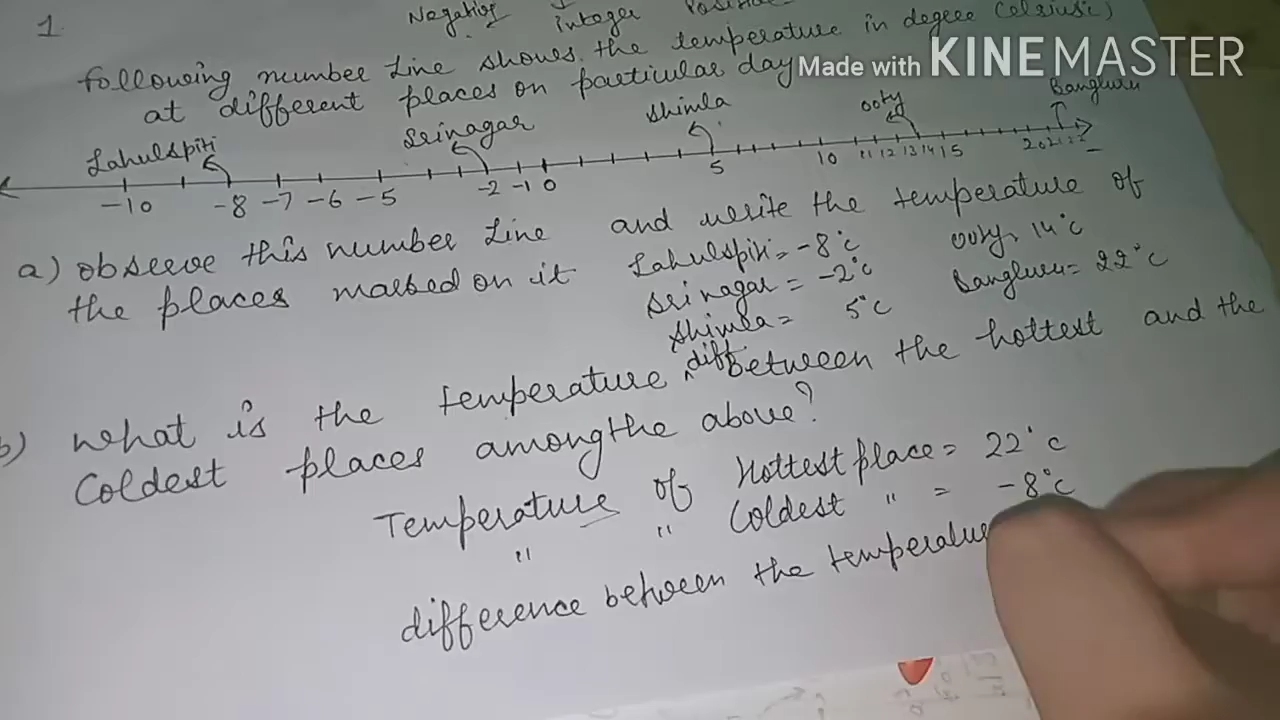 1.
Negative integer
following number Line shows the temperature in degree Celsius)
at different places on particular day
Made with KINEMASTER
Lahulspiti Srinagar Shimla ooty Bangluru
-10 -8 -7 -6 -5 -2 -1 0 5 10 11 12 13 14 15 20 21 22
a) observe this number Line and write the temperature of
the places marked on it
Lahulspiti = -8°c
Srinagar = -2°c
Shimla = 5°c
ooty = 14°c
Bangluru = 22°c
b) What is the temperature diff. between the hottest and the
Coldest places among the above?
Temperature of Hottest place = 22°c
" " Coldest " = -8°c
difference between the temperature